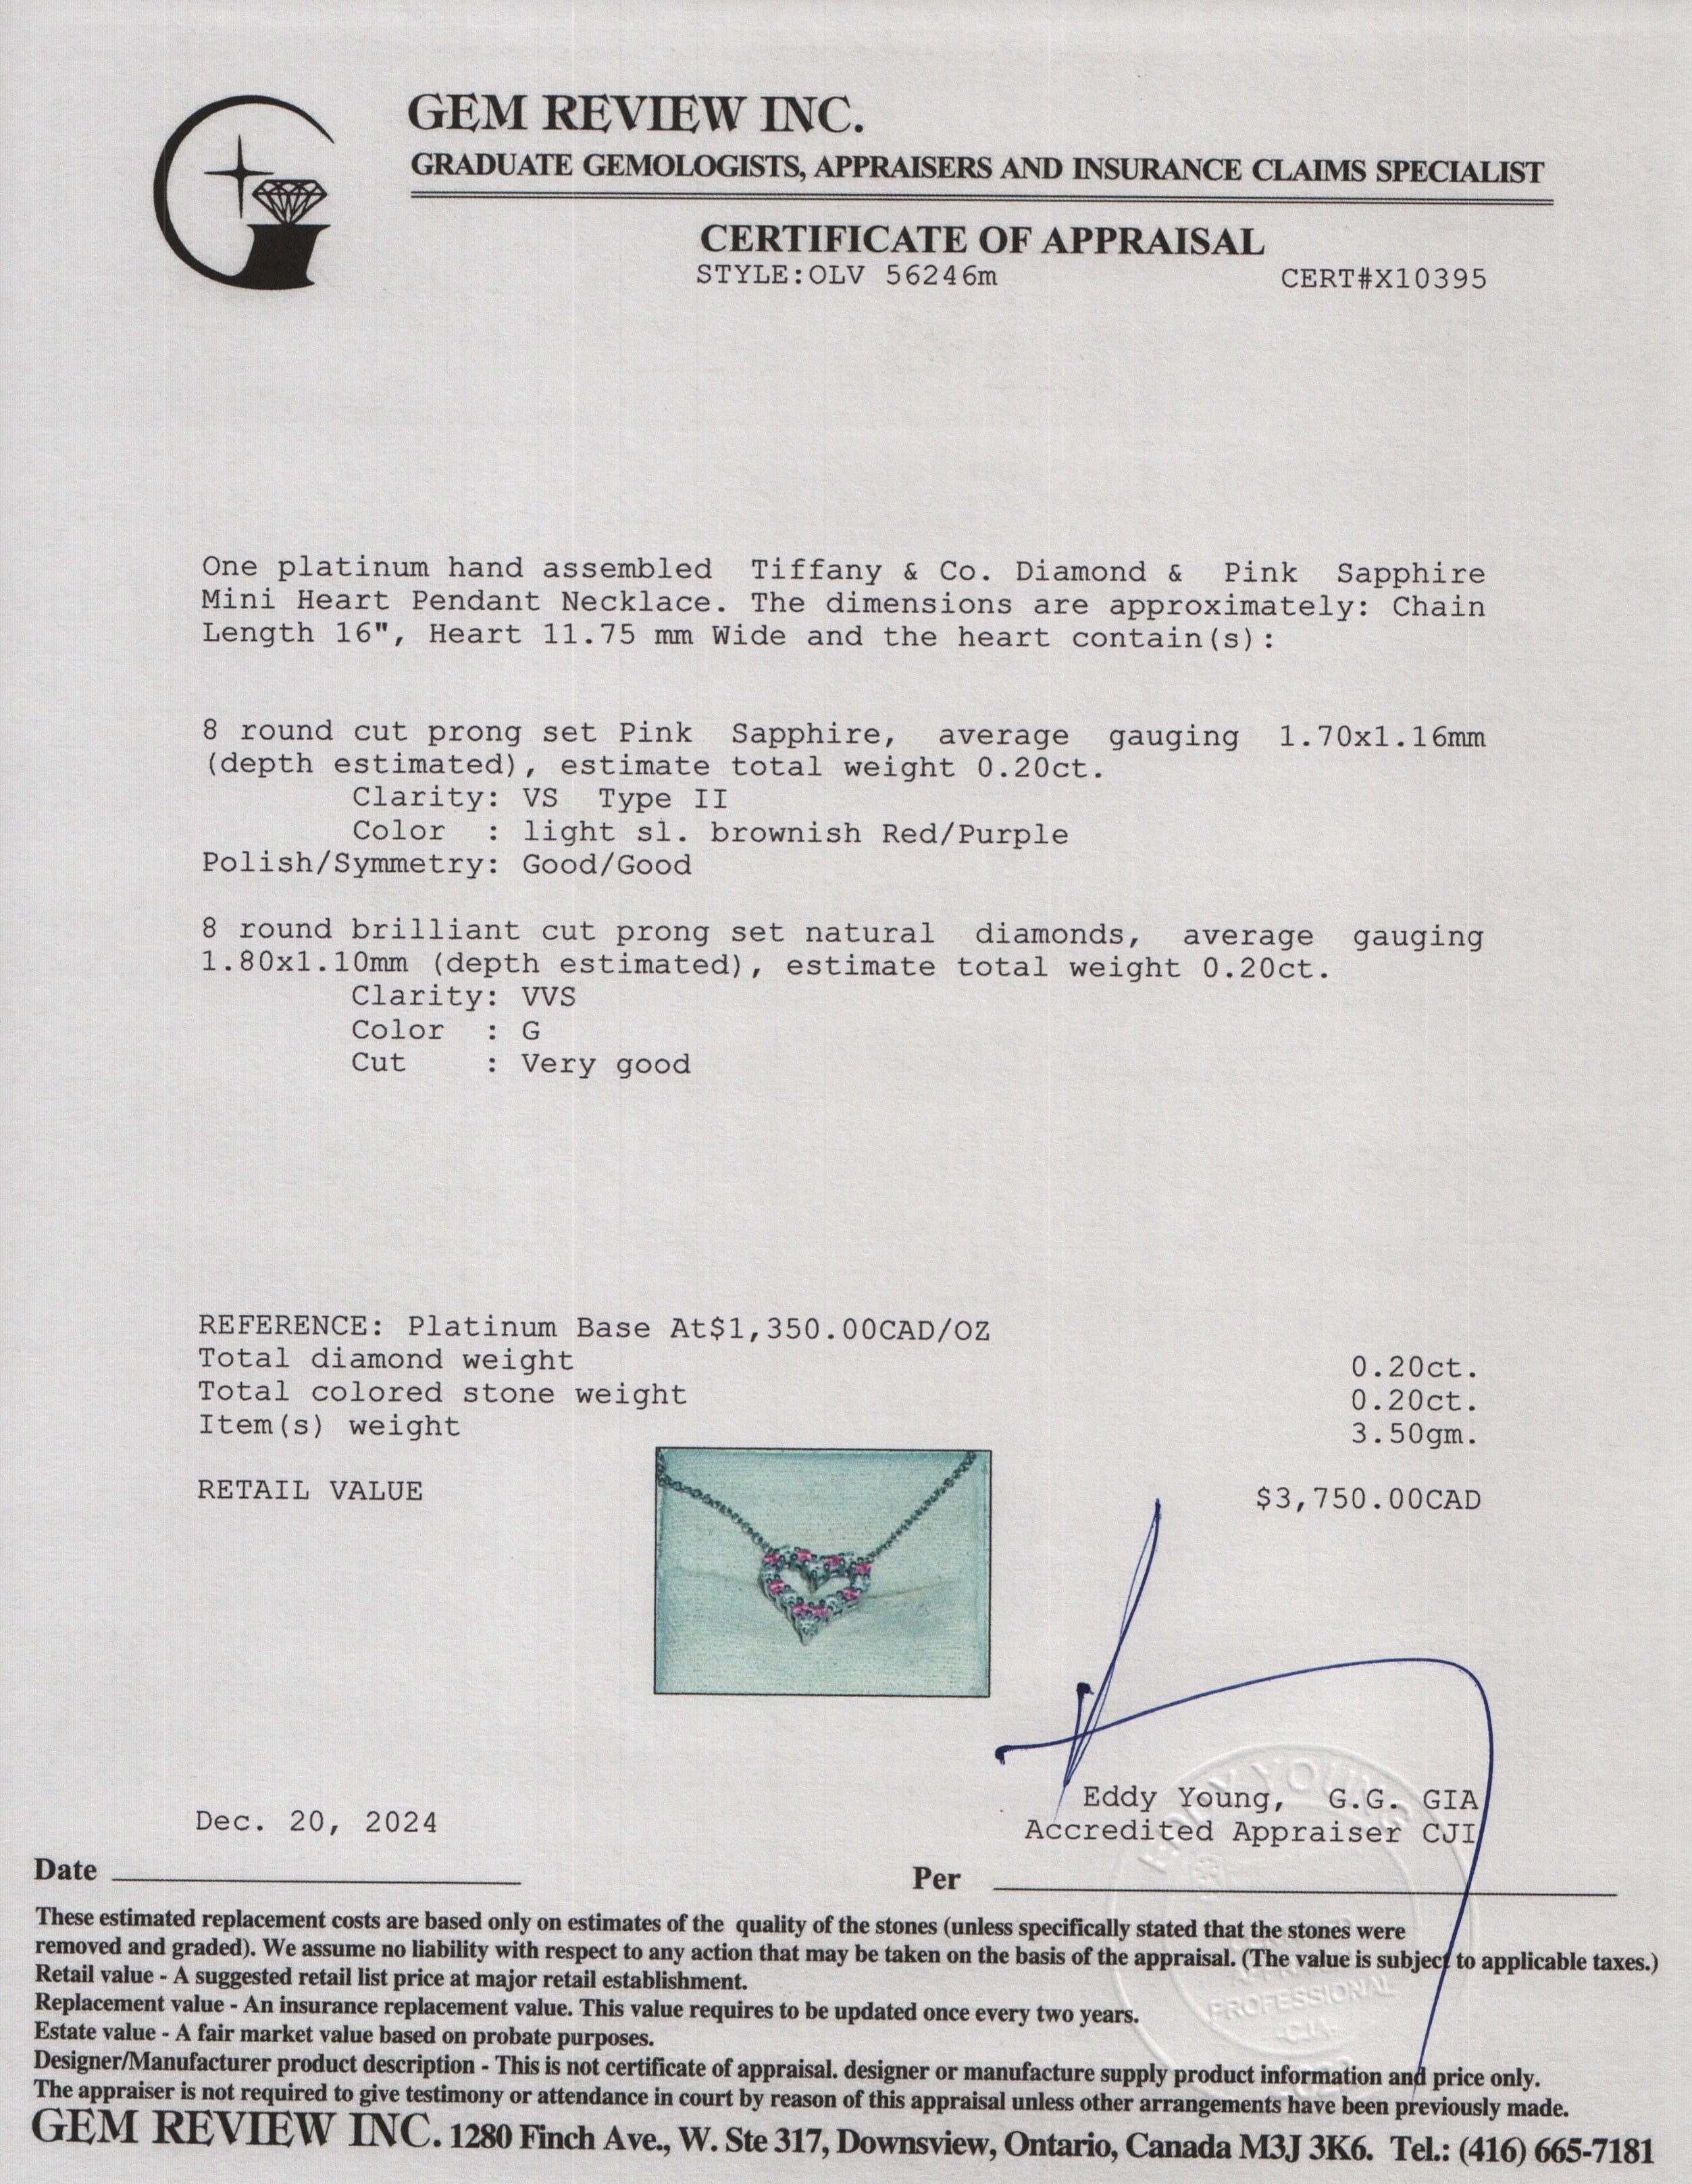 GEM REVIEW INC.
GRADUATE GEMOLOGISTS, APPRAISERS AND INSURANCE CLAIMS SPECIALIST
CERTIFICATE OF APPRAISAL
STYLE:OLV 56246m CERT#X10395
One platinum hand assembled Tiffany & Co. Diamond & Pink Sapphire
Mini Heart Pendant Necklace. The dimensions are approximately: Chain
Length 16", Heart 11.75 mm Wide and the heart contain(s):
8 round cut prong set Pink Sapphire, average gauging 1.70x1.16mm
(depth estimated), estimate total weight 0.20ct.
Clarity: VS Type II
Color : light sl. brownish Red/Purple
Polish/Symmetry: Good/Good
8 round brilliant cut prong set natural diamonds, average gauging
1.80x1.10mm (depth estimated), estimate total weight 0.20ct.
Clarity: VVS
Color : G
Cut : Very good
REFERENCE: Platinum Base At$1,350.00CAD/OZ
Total diamond weight 0.20ct.
Total colored stone weight 0.20ct.
Item(s) weight 3.50gm.
RETAIL VALUE $3,750.00CAD
EDDY YOUNG
Eddy Young, G.G. GIA
Dec. 20, 2024 Accredited Appraiser CJI
Date Per
These estimated replacement costs are based only on estimates of the quality of the stones (unless specifically stated that the stones were
removed and graded). We assume no liability with respect to any action that may be taken on the basis of the appraisal. (The value is subject to applicable taxes.)
Retail value - A suggested retail list price at major retail establishment.
PROFESSIONAL
Replacement value - An insurance replacement value. This value requires to be updated once every two years.
-CJA-
Estate value - A fair market value based on probate purposes.
Designer/Manufacturer product description - This is not certificate of appraisal. designer or manufacture supply product information and price only.
The appraiser is not required to give testimony or attendance in court by reason of this appraisal unless other arrangements have been previously made.
GEM REVIEW INC. 1280 Finch Ave., W. Ste 317, Downsview, Ontario, Canada M3J 3K6. Tel.: (416) 665-7181